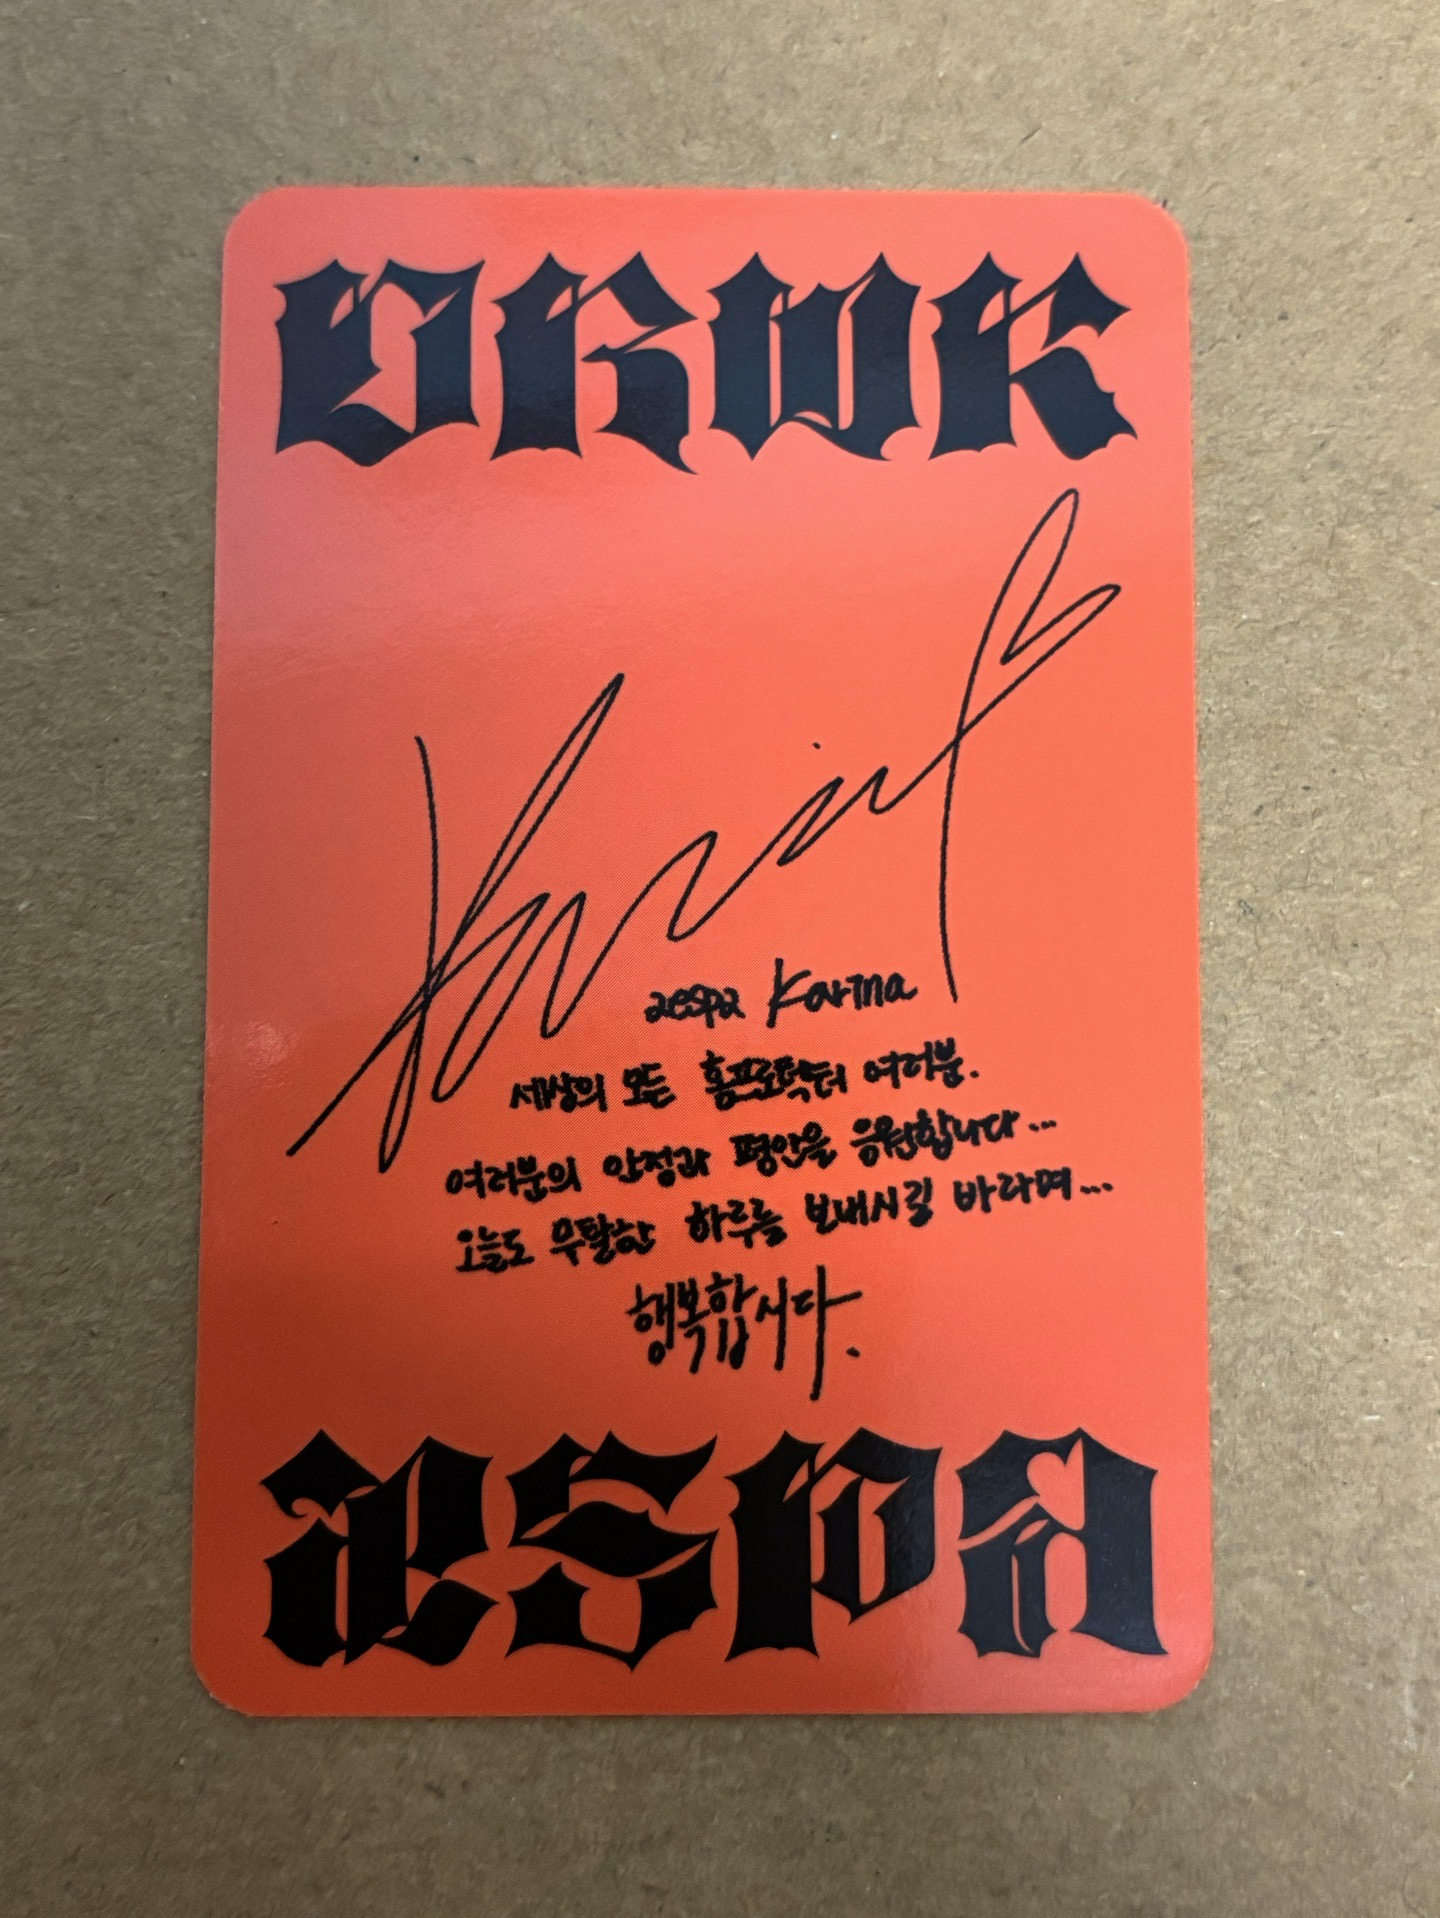 DRWK
Karina
aespa Karina
세상의 모든 홈프로텍터 여러분.
여러분의 안정과 평안을 응원합니다...
오늘도 무탈한 하루를 보내시길 바라며...
행복합시다.
aespa